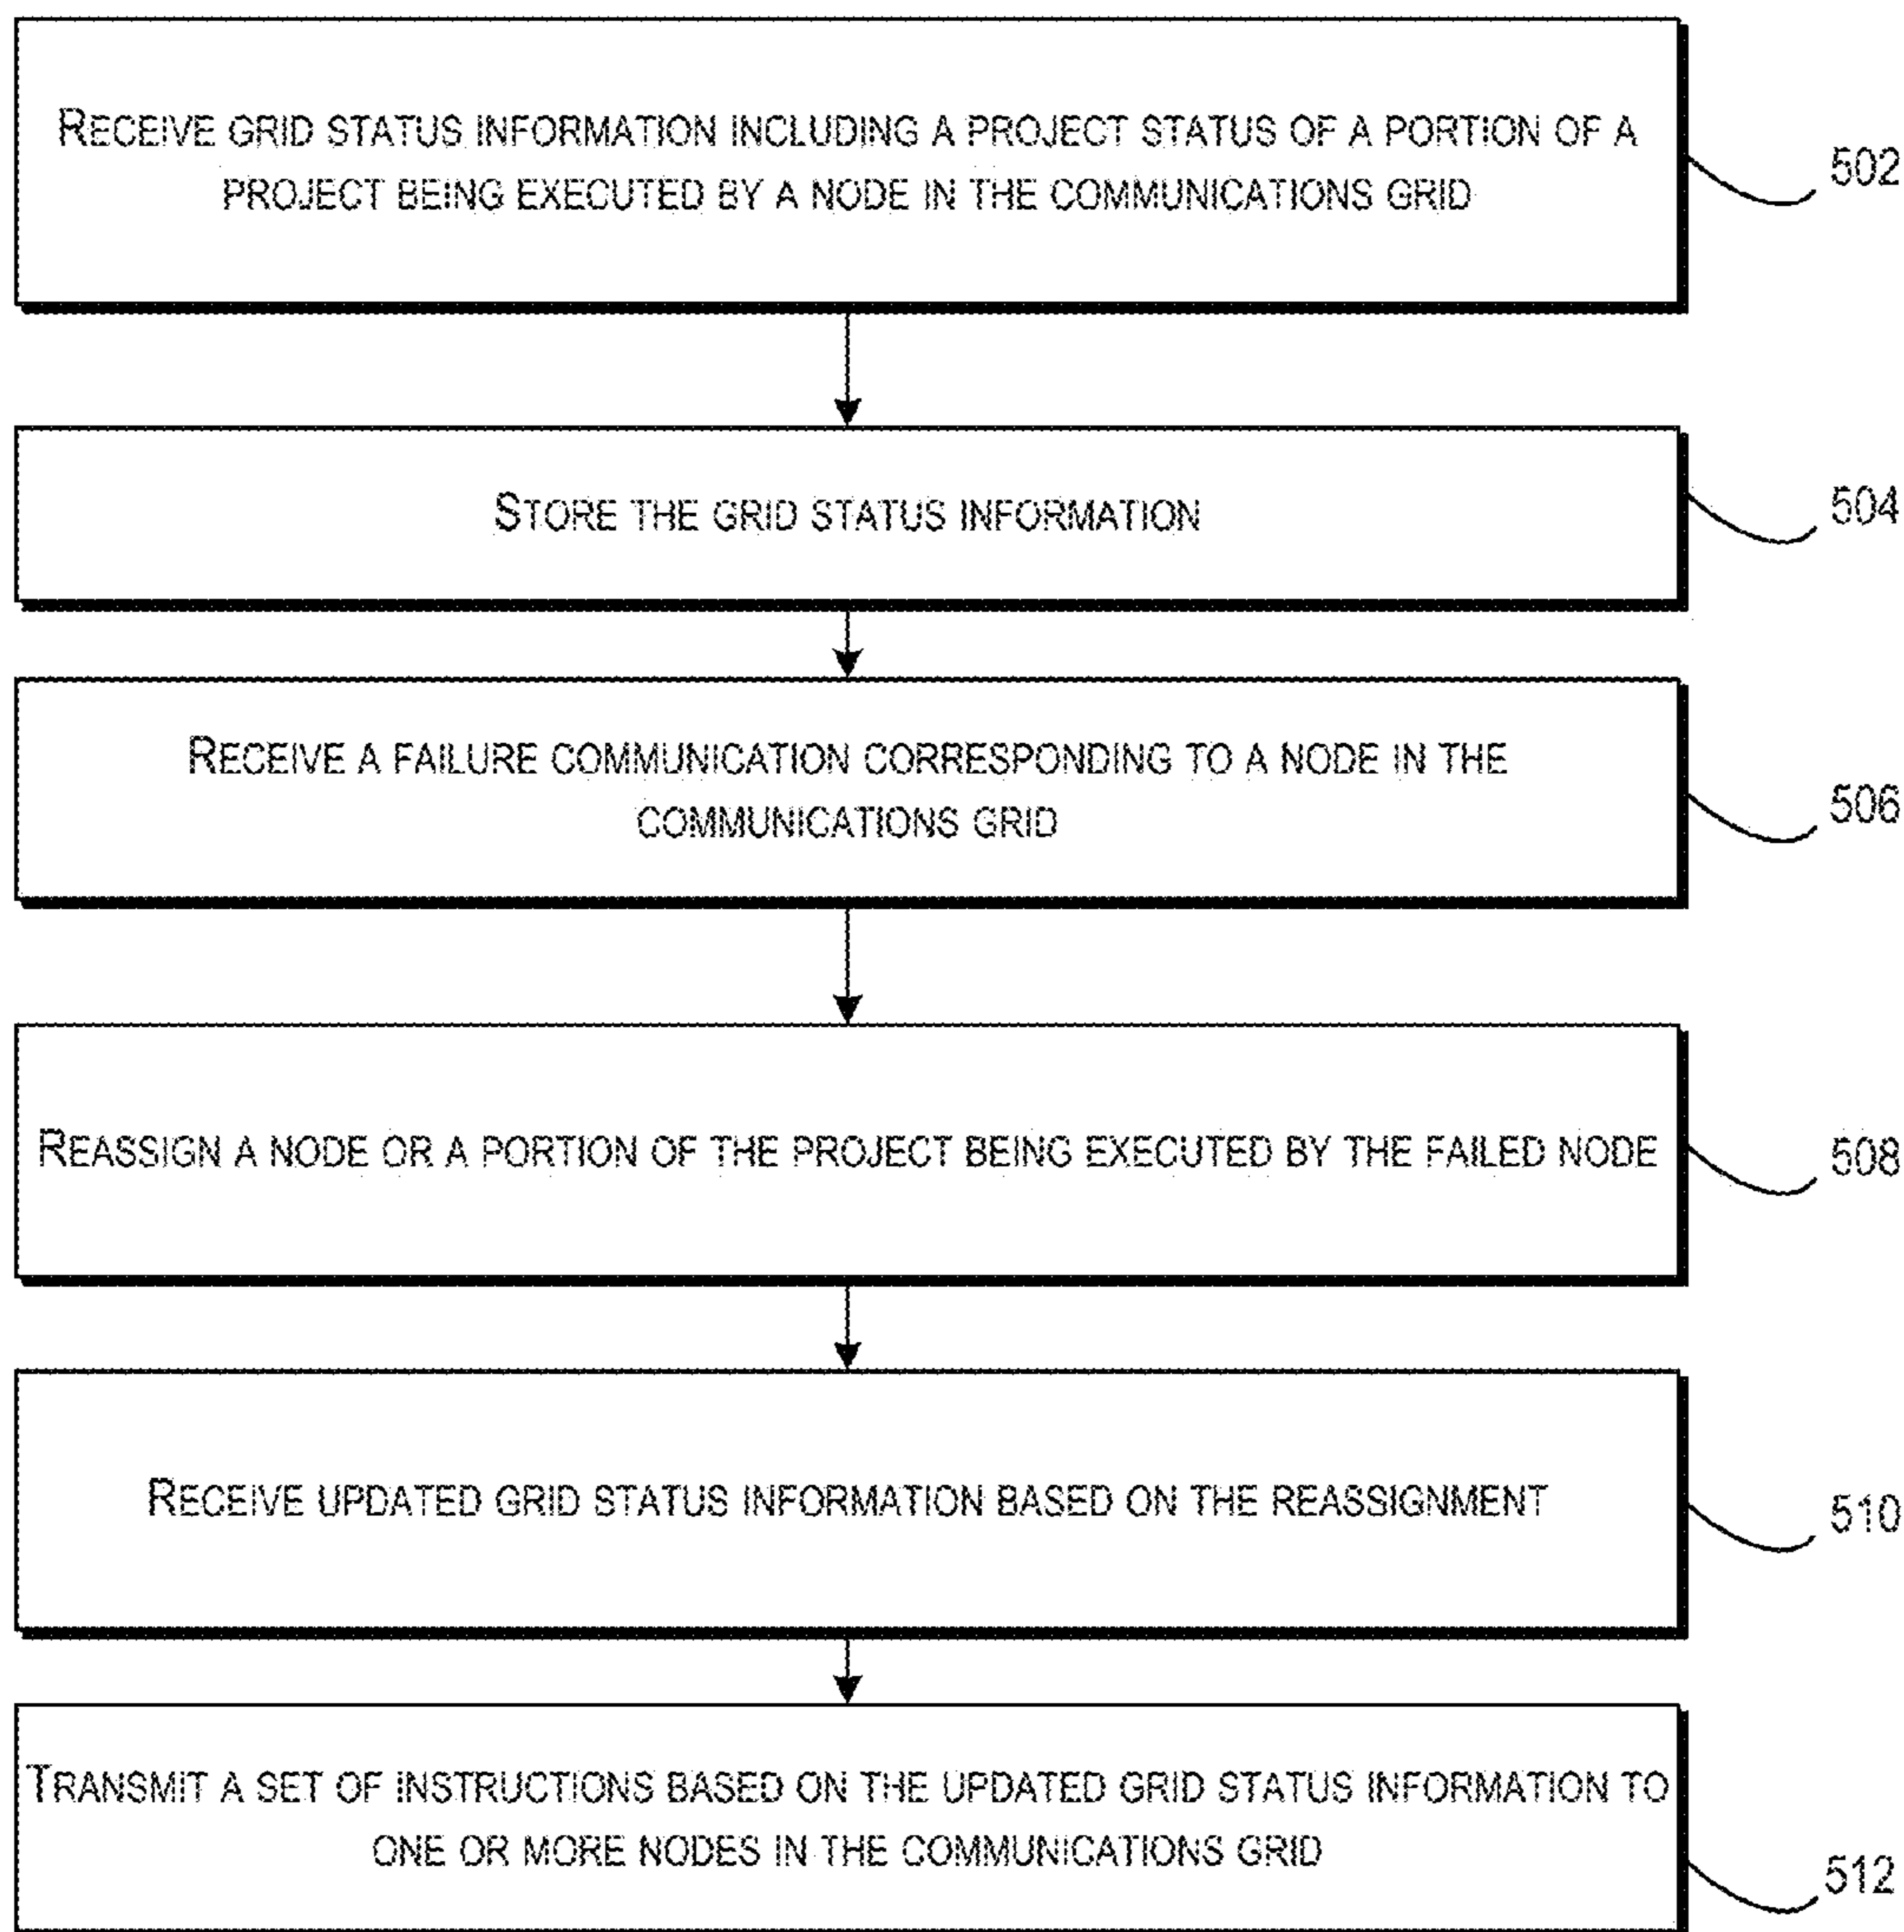 RECEIVE GRID STATUS INFORMATION INCLUDING A PROJECT STATUS OF A PORTION OF A
PROJECT BEING EXECUTED BY A NODE IN THE COMMUNICATIONS GRID
502
STORE THE GRID STATUS INFORMATION
504
RECEIVE A FAILURE COMMUNICATION CORRESPONDING TO A NODE IN THE
COMMUNICATIONS GRID
506
REASSIGN A NODE OR A PORTION OF THE PROJECT BEING EXECUTED BY THE FAILED NODE
508
RECEIVE UPDATED GRID STATUS INFORMATION BASED ON THE REASSIGNMENT
510
TRANSMIT A SET OF INSTRUCTIONS BASED ON THE UPDATED GRID STATUS INFORMATION TO
ONE OR MORE NODES IN THE COMMUNICATIONS GRID
512